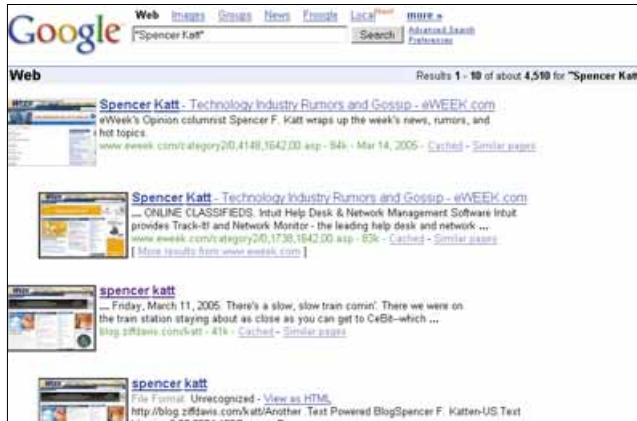 Google
Web Images Groups News Froogle Local more »
"Spencer Katt" Search Advanced Search
Preferences
Web Results 1 - 10 of about 4,510 for "Spencer Katt
Spencer Katt - Technology Industry Rumors and Gossip - eWEEK.com
eWeek's Opinion columnist Spencer F. Katt wraps up the week's news, rumors, and
hot topics.
www.eweek.com/category2/0,4148,1642,00.asp - 84k - Mar 14, 2005 - Cached - Similar pages
Spencer Katt - Technology Industry Rumors and Gossip - eWEEK.com
... ONLINE CLASSIFIEDS. Intuit Help Desk & Network Management Software Intuit
provides Track-It! and Network Monitor - the leading help desk and network ...
www.eweek.com/category2/0,1738,1642,00.asp - 83k - Cached - Similar pages
[ More results from www.eweek.com ]
spencer katt
... Friday, March 11, 2005. There's a slow, slow train comin'. There we were on
the train station staying about as close as you can get to CeBit--which ...
blog.ziffdavis.com/katt - 41k - Cached - Similar pages
spencer katt
File Format: Unrecognized - View as HTML
http://blog.ziffdavis.com/katt/Another .Text Powered BlogSpencer F. Katten-US.Text